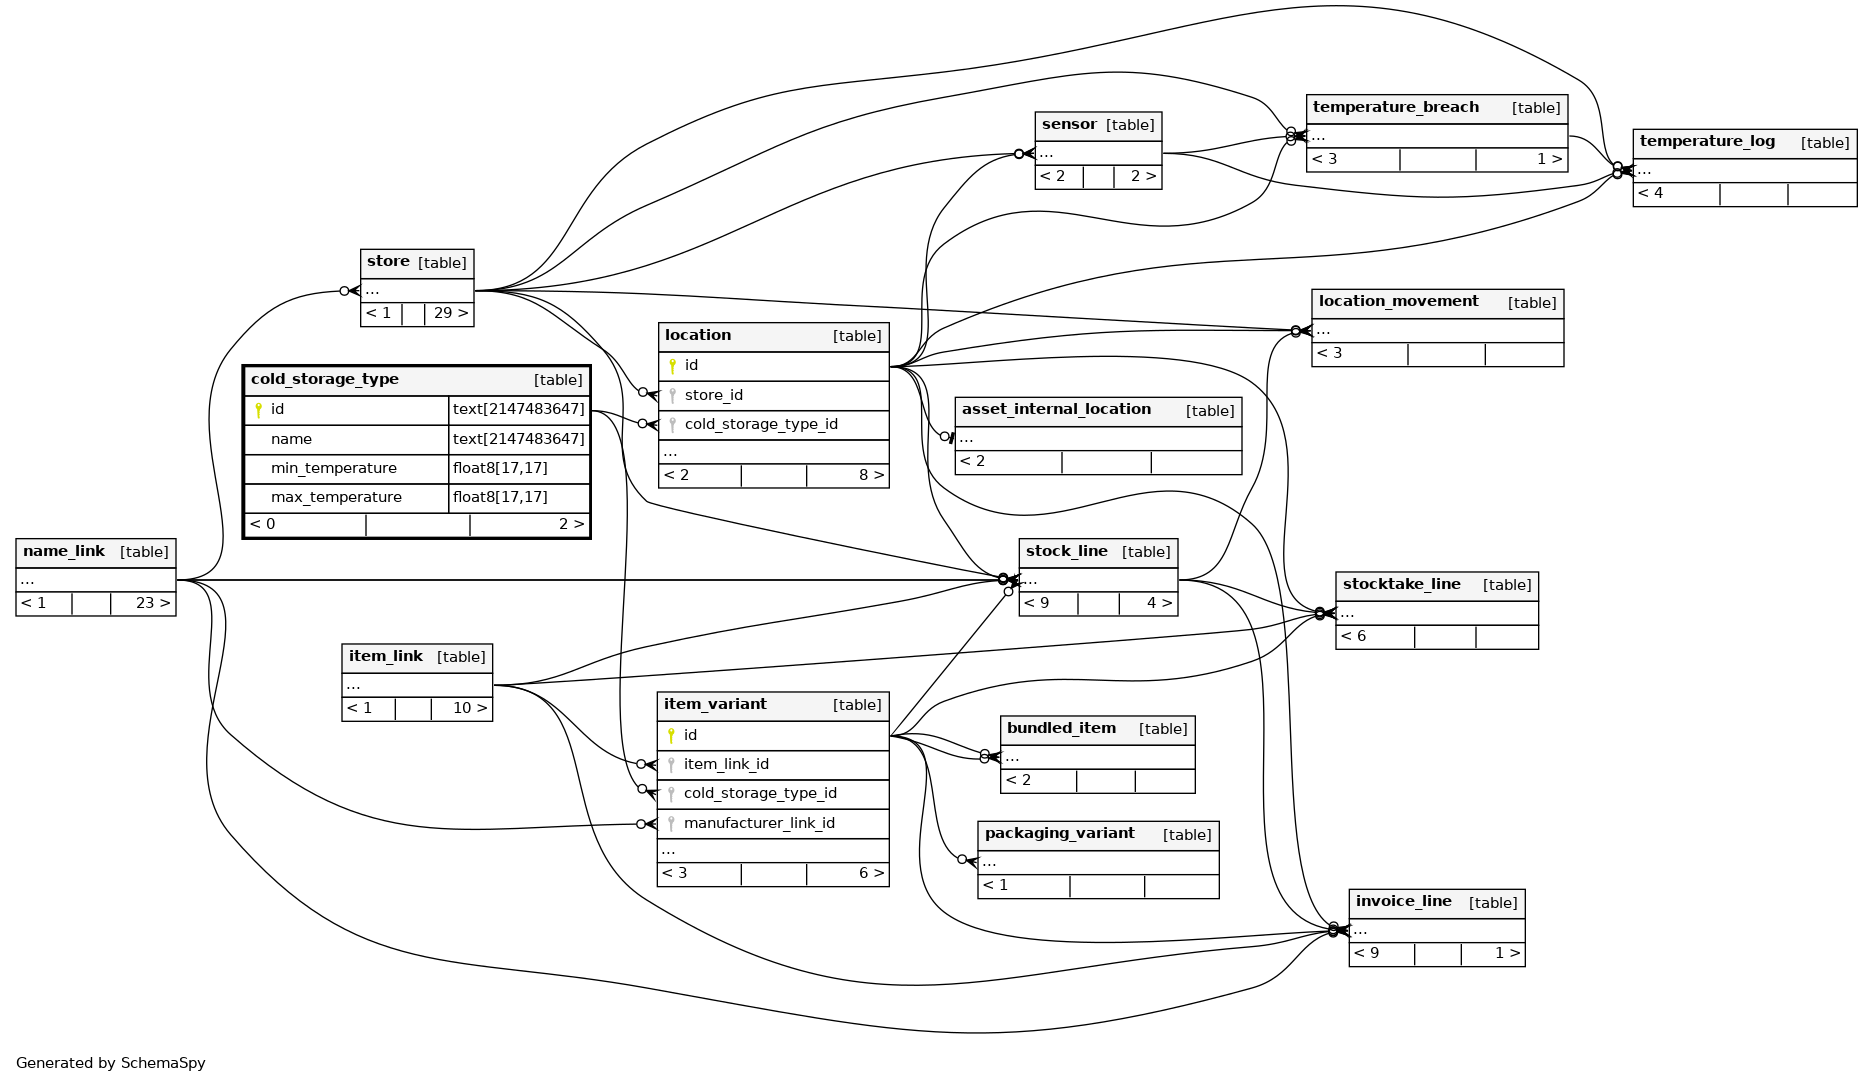 temperature_breach [table]
...
< 3 1 >
sensor [table]
...
< 2 2 >
temperature_log [table]
...
< 4
store [table]
...
< 1 29 >
location_movement [table]
...
< 3
location [table]
id
store_id
cold_storage_type_id
...
< 2 8 >
cold_storage_type [table]
id text[2147483647]
name text[2147483647]
min_temperature float8[17,17]
max_temperature float8[17,17]
< 0 2 >
asset_internal_location [table]
...
< 2
name_link [table]
...
< 1 23 >
stock_line [table]
...
< 9 4 >
stocktake_line [table]
...
< 6
item_link [table]
...
< 1 10 >
item_variant [table]
id
item_link_id
cold_storage_type_id
manufacturer_link_id
...
< 3 6 >
bundled_item [table]
...
< 2
packaging_variant [table]
...
< 1
invoice_line [table]
...
< 9 1 >
Generated by SchemaSpy